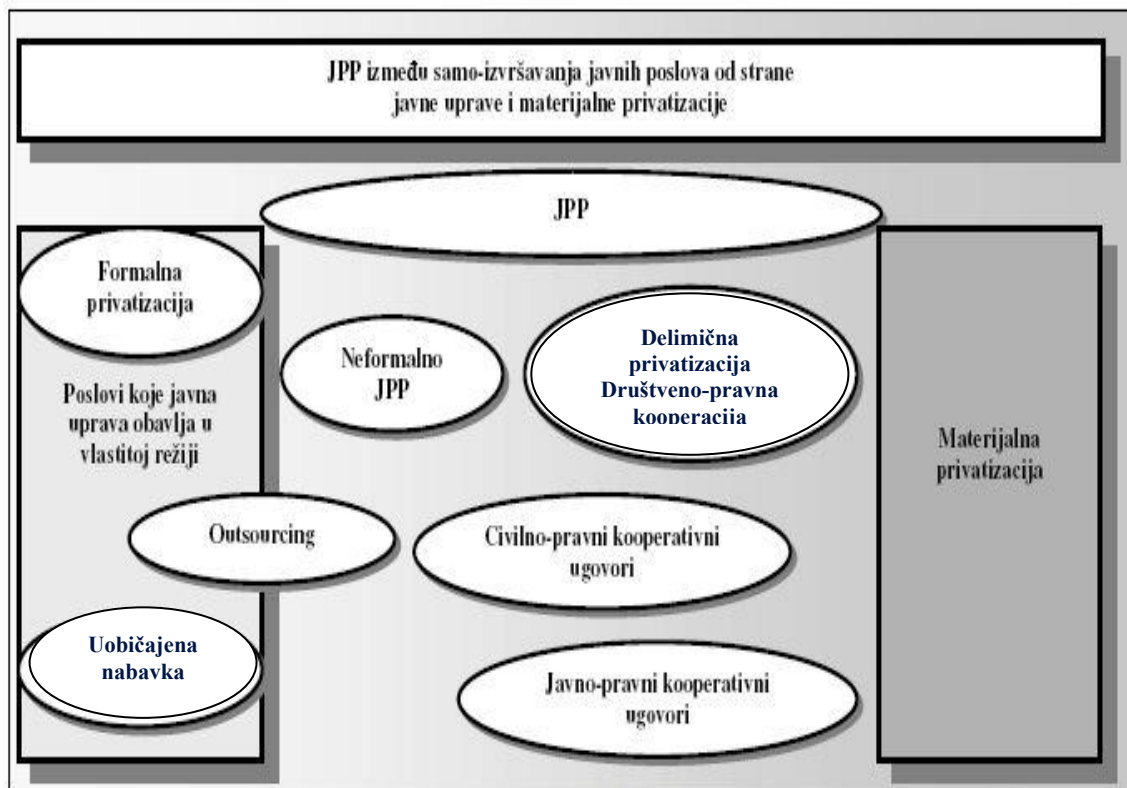 JPP između samo-izvršavanja javnih poslova od strane
javne uprave i materijalne privatizacije
JPP
Formalna
privatizacija
Neformalno
JPP
Delimična
privatizacija
Društveno-pravna
kooperacija
Poslovi koje javna
uprava obavlja u
vlastitoj režiji
Materijalna
privatizacija
Outsourcing
Civilno-pravni kooperativni
ugovori
Uobičajena
nabavka
Javno-pravni kooperativni
ugovori